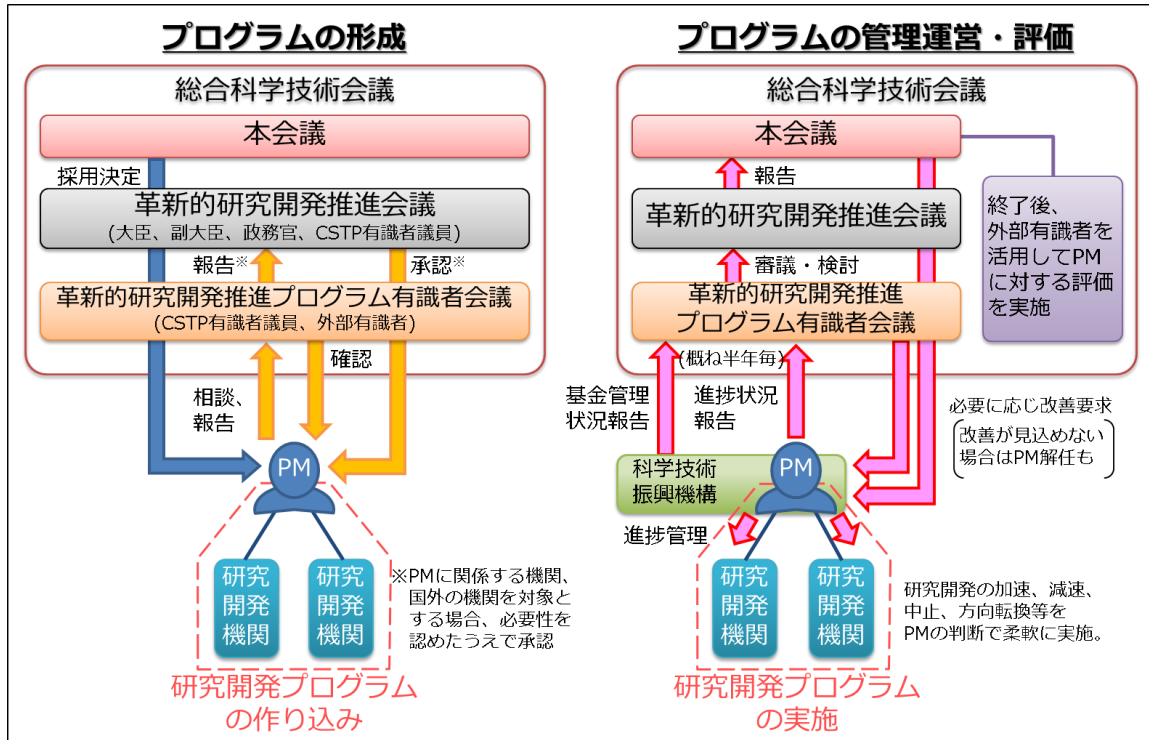 プログラムの形成
総合科学技術会議
本会議
採用決定
革新的研究開発推進会議
(大臣、副大臣、政務官、CSTP有識者議員)
報告※
承認※
革新的研究開発推進プログラム有識者会議
(CSTP有識者議員、外部有識者)
確認
相談、
報告
PM
研究
開発
機関
研究
開発
機関
※PMに関係する機関、
国外の機関を対象と
する場合、必要性を
認めたうえで承認
研究開発プログラム
の作り込み
プログラムの管理運営・評価
総合科学技術会議
本会議
報告
革新的研究開発推進会議
審議・検討
革新的研究開発推進
プログラム有識者会議
終了後、
外部有識者を
活用してPM
に対する評価
を実施
(概ね半年毎)
基金管理
状況報告
進捗状況
報告
必要に応じ改善要求
改善が見込めない
場合はPM解任も
科学技術
振興機構
PM
進捗管理
研究
開発
機関
研究
開発
機関
研究開発の加速、減速、
中止、方向転換等を
PMの判断で柔軟に実施。
研究開発プログラム
の実施